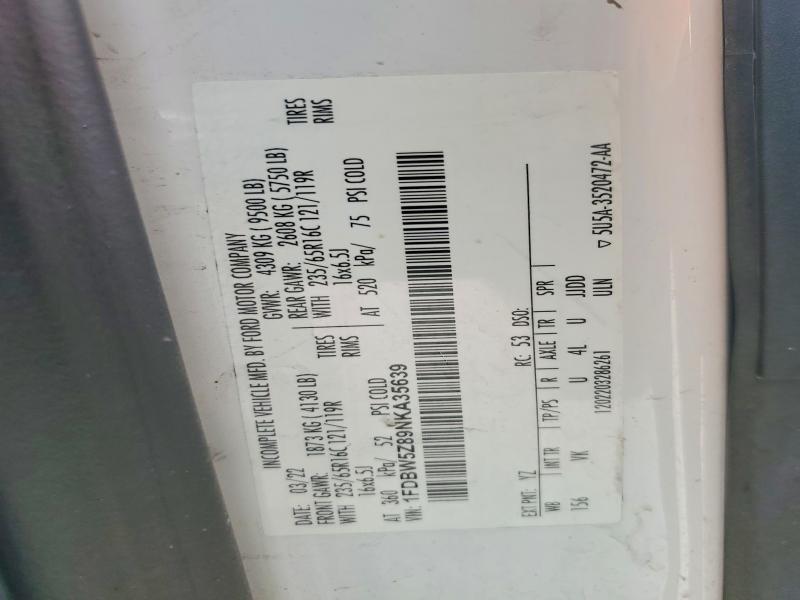 INCOMPLETE VEHICLE MFD. BY FORD MOTOR COMPANY
DATE: 03/22 GVWR: 4309 KG ( 9500 LB)
FRONT GAWR: 1873 KG ( 4130 LB) REAR GAWR: 2608 KG ( 5750 LB)
WITH 235/65R16C 121/119R TIRES WITH 235/65R16C 121/119R TIRES
16x6.5J RIMS 16x6.5J RIMS
AT 360 kPa/ 52 PSI COLD AT 520 kPa/ 75 PSI COLD
VIN: 1FDBW5Z89NKA35639
EXT PNT: YZ RC: 53 DSO:
WB INT TR TP/PS R AXLE TR SPR
156 VK U 4L U JJDD
1202203286261 ULN
▽ 5U5A-3520472-AA